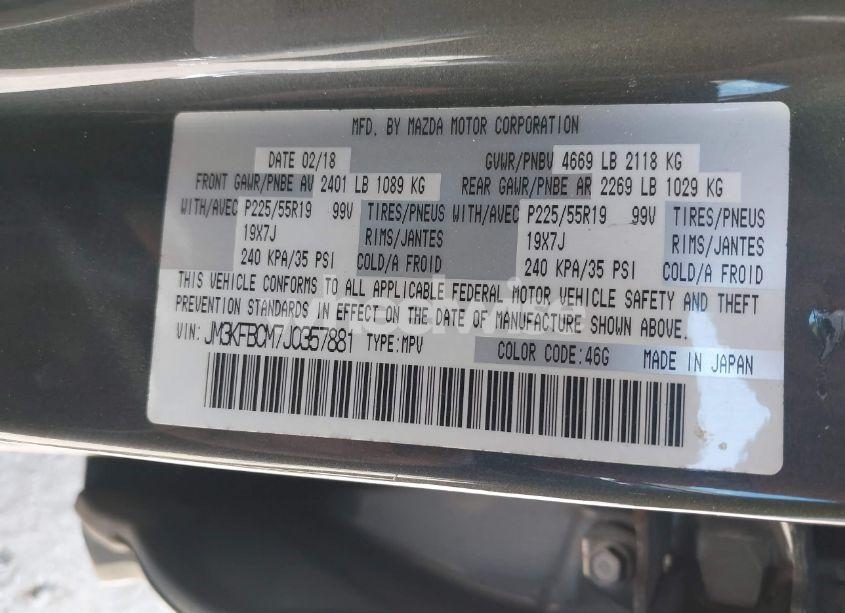 MFD. BY MAZDA MOTOR CORPORATION
DATE 02/18 GVWR/PNBV 4669 LB 2118 KG
FRONT GAWR/PNBE AV 2401 LB 1089 KG REAR GAWR/PNBE AR 2269 LB 1029 KG
WITH/AVEC P225/55R19 99V TIRES/PNEUS WITH/AVEC P225/55R19 99V TIRES/PNEUS
19X7J RIMS/JANTES 19X7J RIMS/JANTES
240 KPA/35 PSI COLD/A FROID 240 KPA/35 PSI COLD/A FROID
THIS VEHICLE CONFORMS TO ALL APPLICABLE FEDERAL MOTOR VEHICLE SAFETY AND THEFT
PREVENTION STANDARDS IN EFFECT ON THE DATE OF MANUFACTURE SHOWN ABOVE.
VIN: JM3KFBCM7J0357881 TYPE:MPV COLOR CODE:46G MADE IN JAPAN